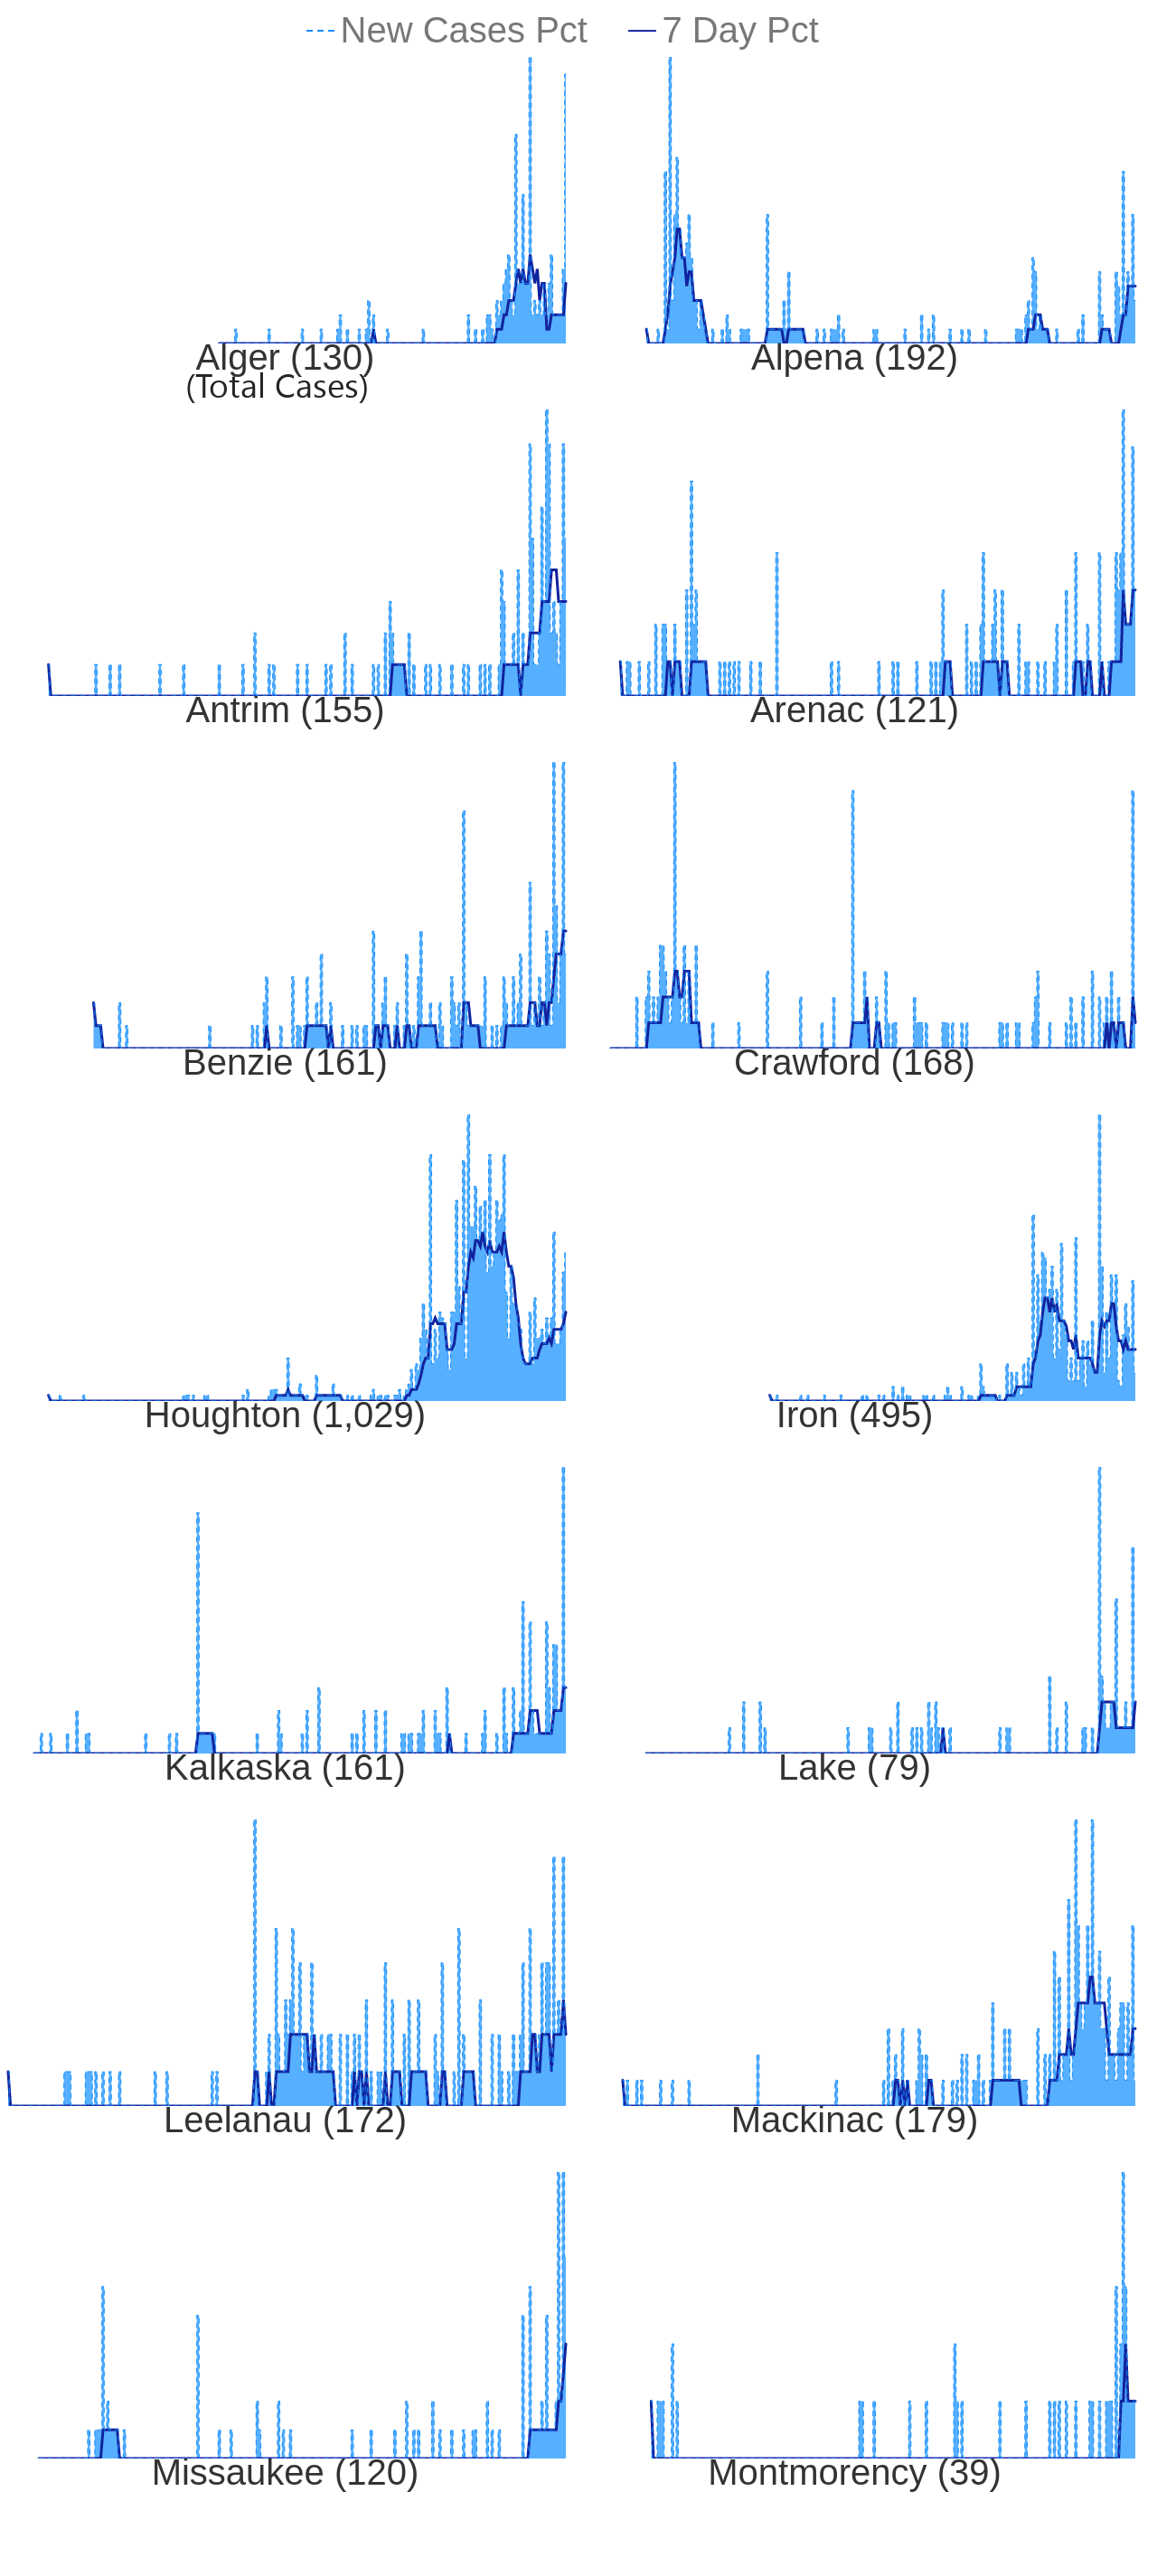 New Cases Pct 7 Day Pct
Alger (130) Alpena (192)
(Total Cases)
Antrim (155) Arenac (121)
Benzie (161) Crawford (168)
Houghton (1,029) Iron (495)
Kalkaska (161) Lake (79)
Leelanau (172) Mackinac (179)
Missaukee (120) Montmorency (39)